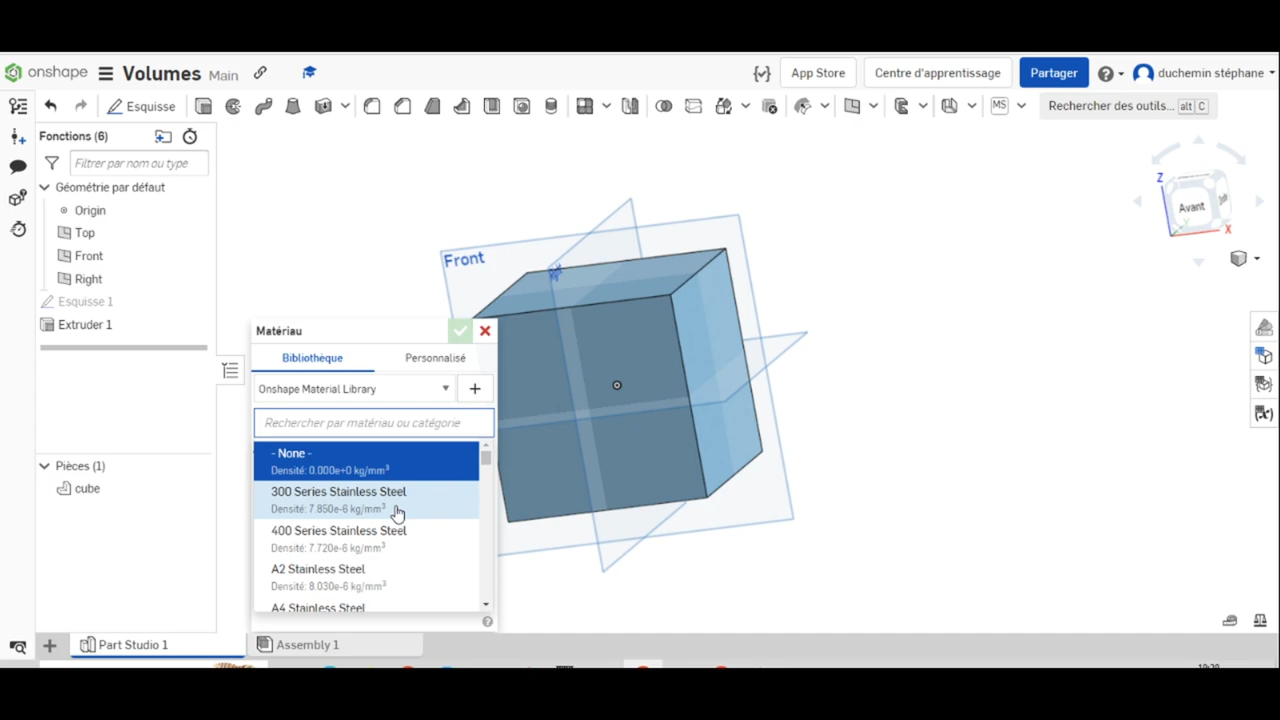 onshape Volumes Main App Store Centre d'apprentissage Partager duchemin stéphane
Esquisse MS Rechercher des outils... alt C
Fonctions (6)
Filtrer par nom ou type
Géométrie par défaut
Origin
Top
Front
Right
Esquisse 1
Extruder 1
Pièces (1)
cube
Front
Z
Avant
X
Matériau
Bibliothèque Personnalisé
Onshape Material Library
Rechercher par matériau ou catégorie
- None -
Densité: 0.000e+0 kg/mm³
300 Series Stainless Steel
Densité: 7.850e-6 kg/mm³
400 Series Stainless Steel
Densité: 7.720e-6 kg/mm³
A2 Stainless Steel
Densité: 8.030e-6 kg/mm³
A4 Stainless Steel
Part Studio 1 Assembly 1